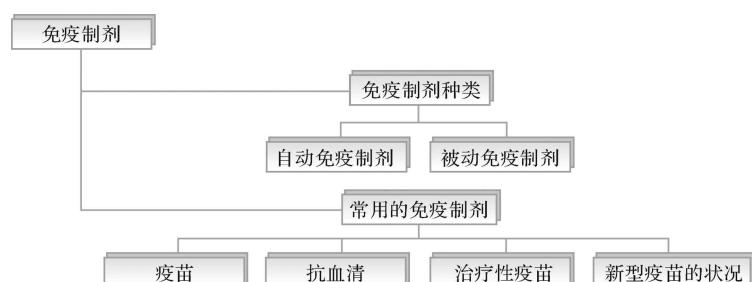 免疫制剂
免疫制剂种类
自动免疫制剂
被动免疫制剂
常用的免疫制剂
疫苗
抗血清
治疗性疫苗
新型疫苗的状况